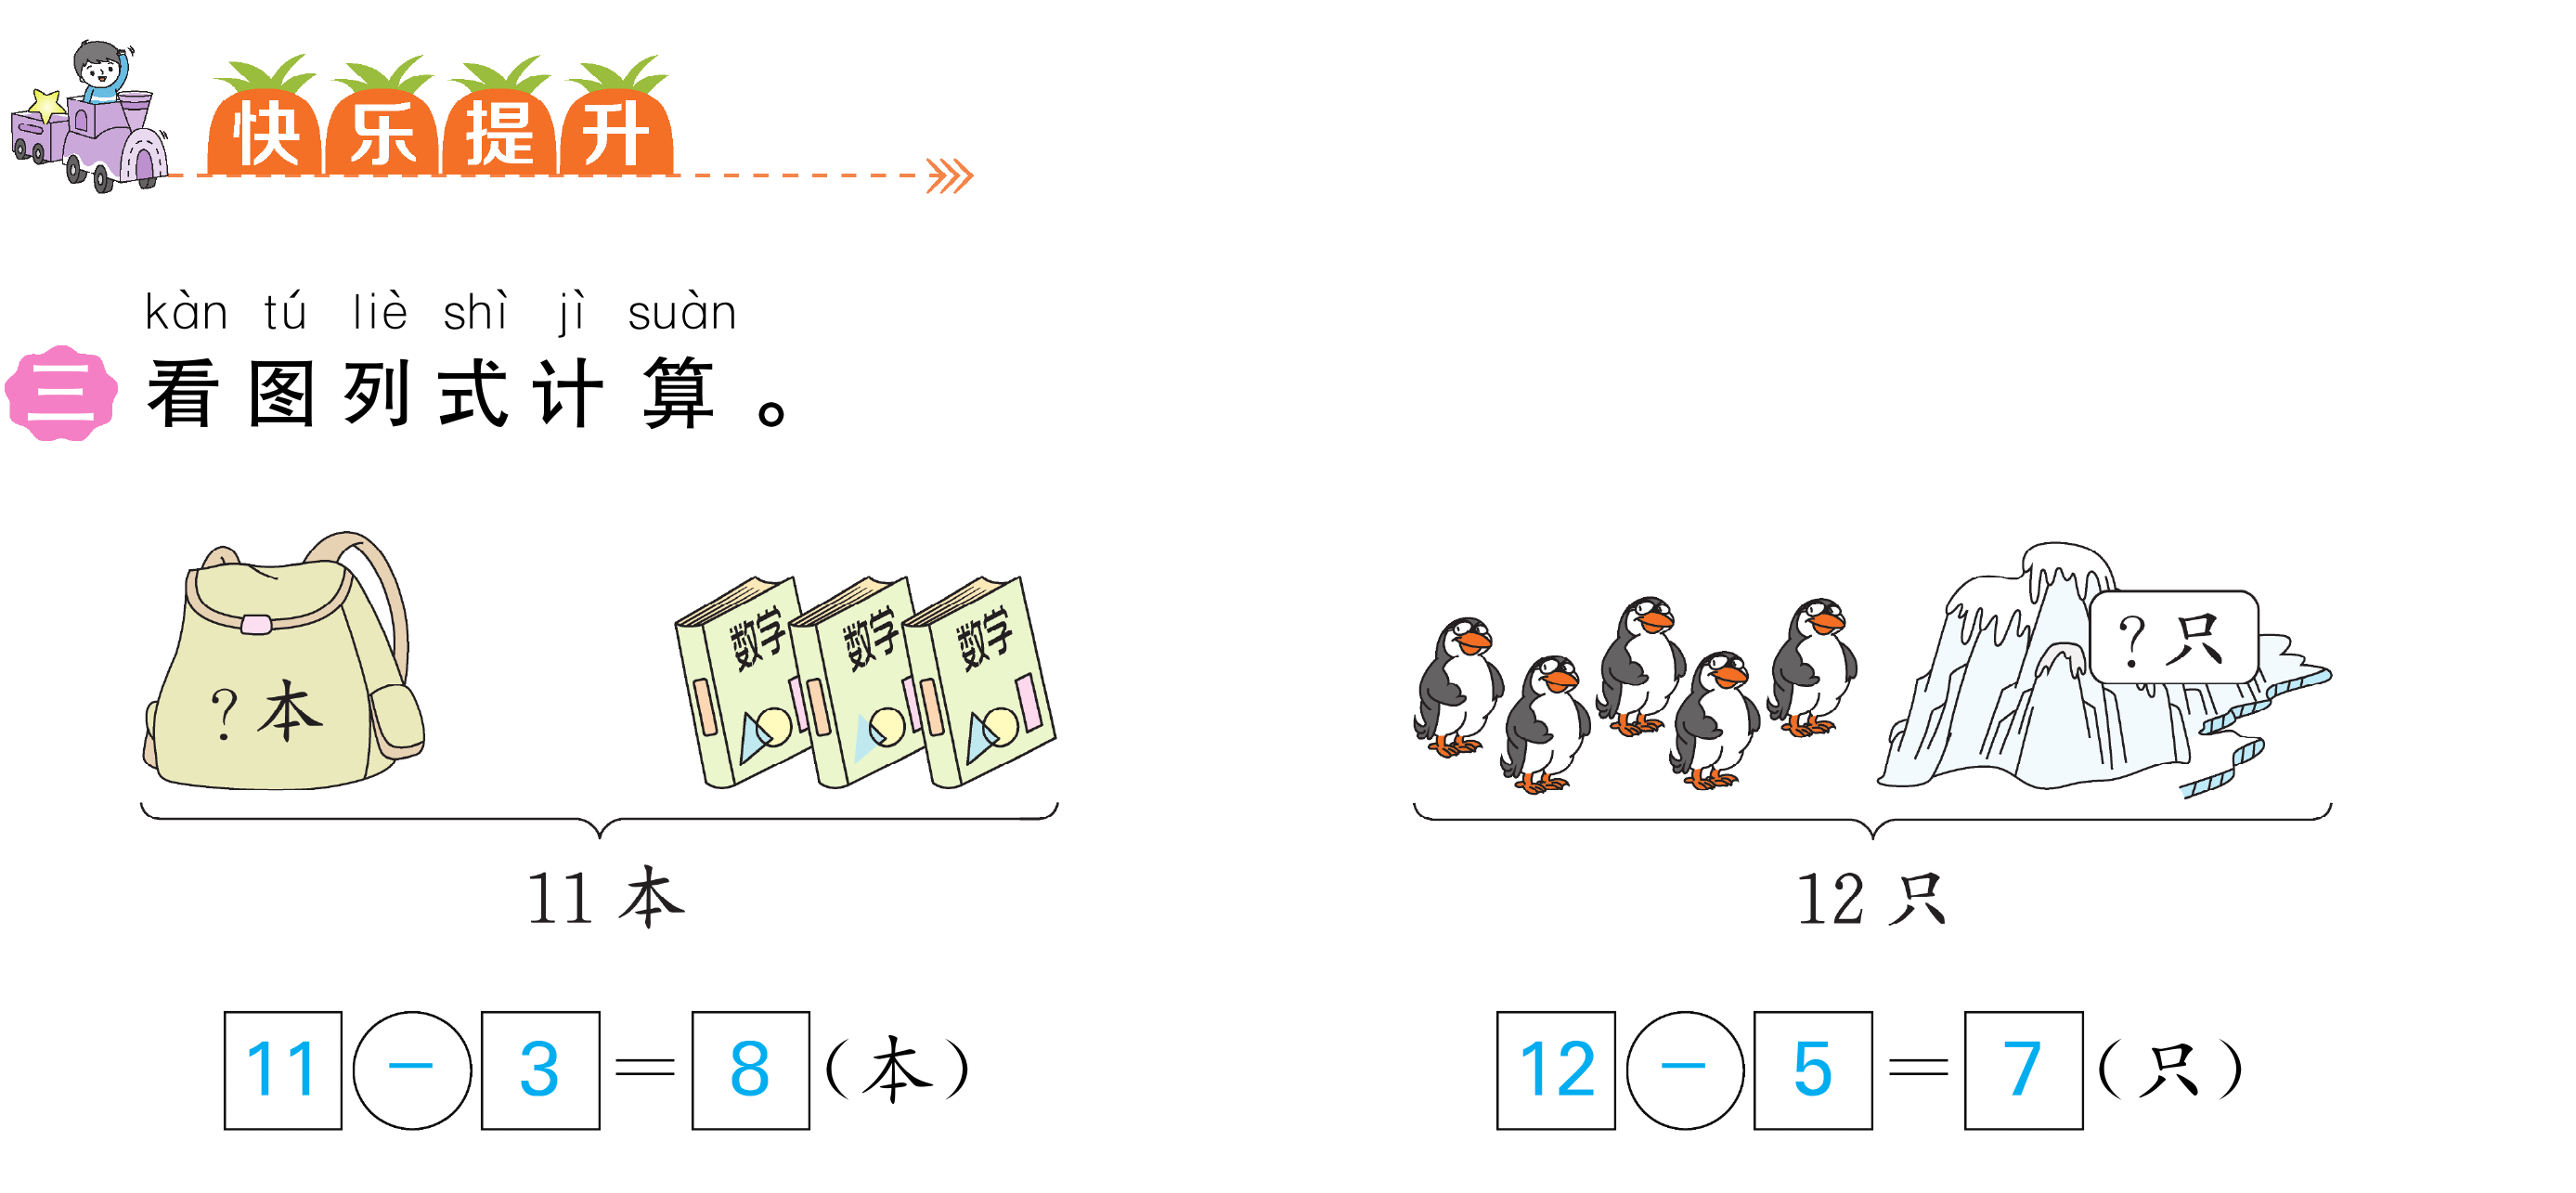 快乐提升
kàn tú liè shì jì suàn
三 看图列式计算。
?本
数学 数学 数学
?只
11本
12只
11 - 3 = 8 (本)
12 - 5 = 7 (只)